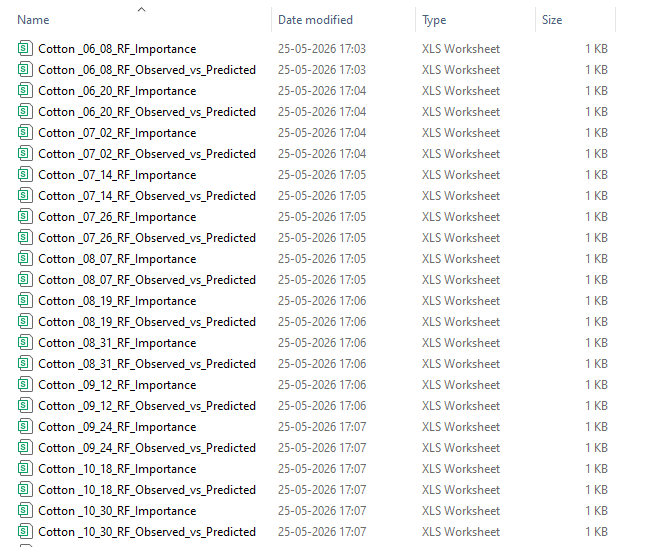 Name Date modified Type Size
Cotton _06_08_RF_Importance 25-05-2026 17:03 XLS Worksheet 1 KB
Cotton _06_08_RF_Observed_vs_Predicted 25-05-2026 17:03 XLS Worksheet 1 KB
Cotton _06_20_RF_Importance 25-05-2026 17:04 XLS Worksheet 1 KB
Cotton _06_20_RF_Observed_vs_Predicted 25-05-2026 17:04 XLS Worksheet 1 KB
Cotton _07_02_RF_Importance 25-05-2026 17:04 XLS Worksheet 1 KB
Cotton _07_02_RF_Observed_vs_Predicted 25-05-2026 17:04 XLS Worksheet 1 KB
Cotton _07_14_RF_Importance 25-05-2026 17:05 XLS Worksheet 1 KB
Cotton _07_14_RF_Observed_vs_Predicted 25-05-2026 17:05 XLS Worksheet 1 KB
Cotton _07_26_RF_Importance 25-05-2026 17:05 XLS Worksheet 1 KB
Cotton _07_26_RF_Observed_vs_Predicted 25-05-2026 17:05 XLS Worksheet 1 KB
Cotton _08_07_RF_Importance 25-05-2026 17:05 XLS Worksheet 1 KB
Cotton _08_07_RF_Observed_vs_Predicted 25-05-2026 17:05 XLS Worksheet 1 KB
Cotton _08_19_RF_Importance 25-05-2026 17:06 XLS Worksheet 1 KB
Cotton _08_19_RF_Observed_vs_Predicted 25-05-2026 17:06 XLS Worksheet 1 KB
Cotton _08_31_RF_Importance 25-05-2026 17:06 XLS Worksheet 1 KB
Cotton _08_31_RF_Observed_vs_Predicted 25-05-2026 17:06 XLS Worksheet 1 KB
Cotton _09_12_RF_Importance 25-05-2026 17:06 XLS Worksheet 1 KB
Cotton _09_12_RF_Observed_vs_Predicted 25-05-2026 17:06 XLS Worksheet 1 KB
Cotton _09_24_RF_Importance 25-05-2026 17:07 XLS Worksheet 1 KB
Cotton _09_24_RF_Observed_vs_Predicted 25-05-2026 17:07 XLS Worksheet 1 KB
Cotton _10_18_RF_Importance 25-05-2026 17:07 XLS Worksheet 1 KB
Cotton _10_18_RF_Observed_vs_Predicted 25-05-2026 17:07 XLS Worksheet 1 KB
Cotton _10_30_RF_Importance 25-05-2026 17:07 XLS Worksheet 1 KB
Cotton _10_30_RF_Observed_vs_Predicted 25-05-2026 17:07 XLS Worksheet 1 KB